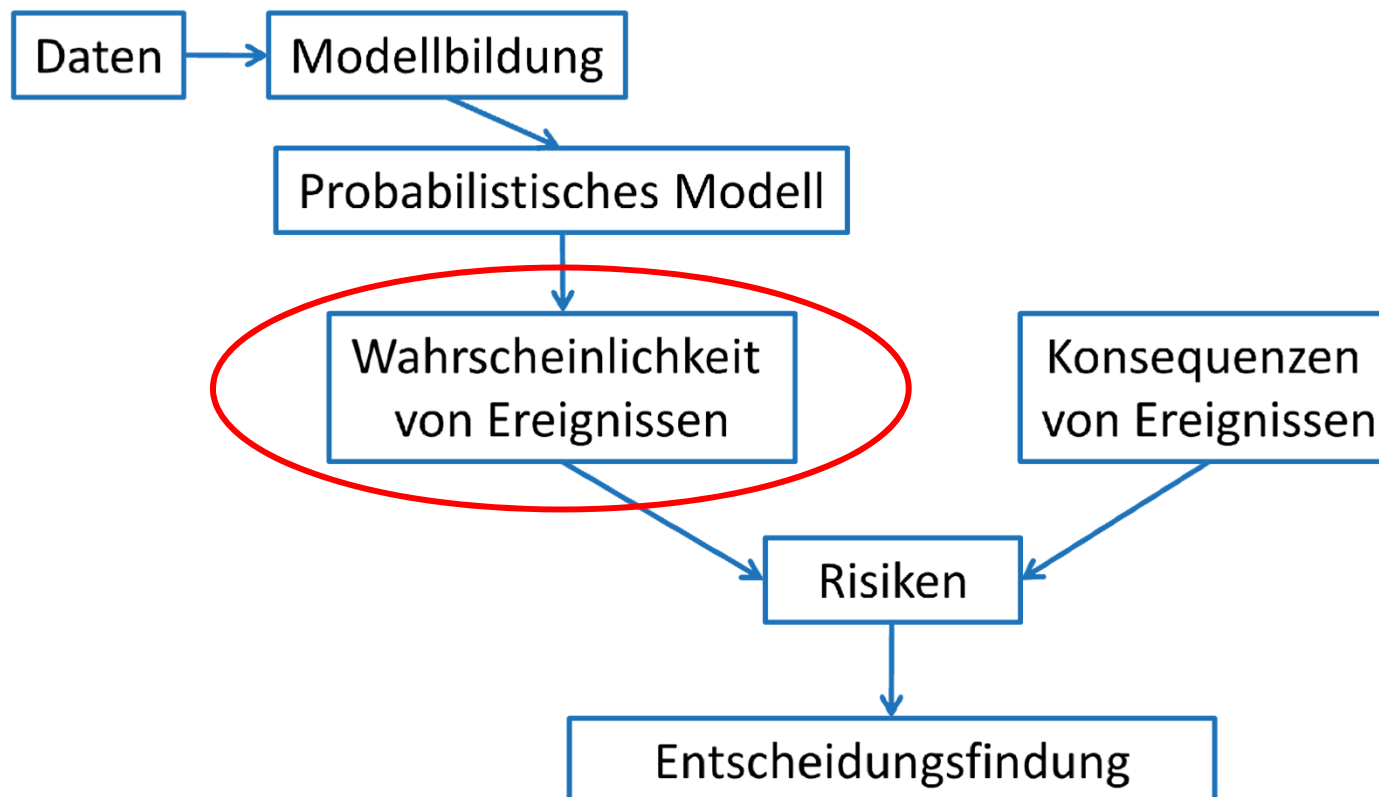 Daten
Modellbildung
Probabilistisches Modell
Wahrscheinlichkeit
von Ereignissen
Konsequenzen
von Ereignissen
Risiken
Entscheidungsfindung